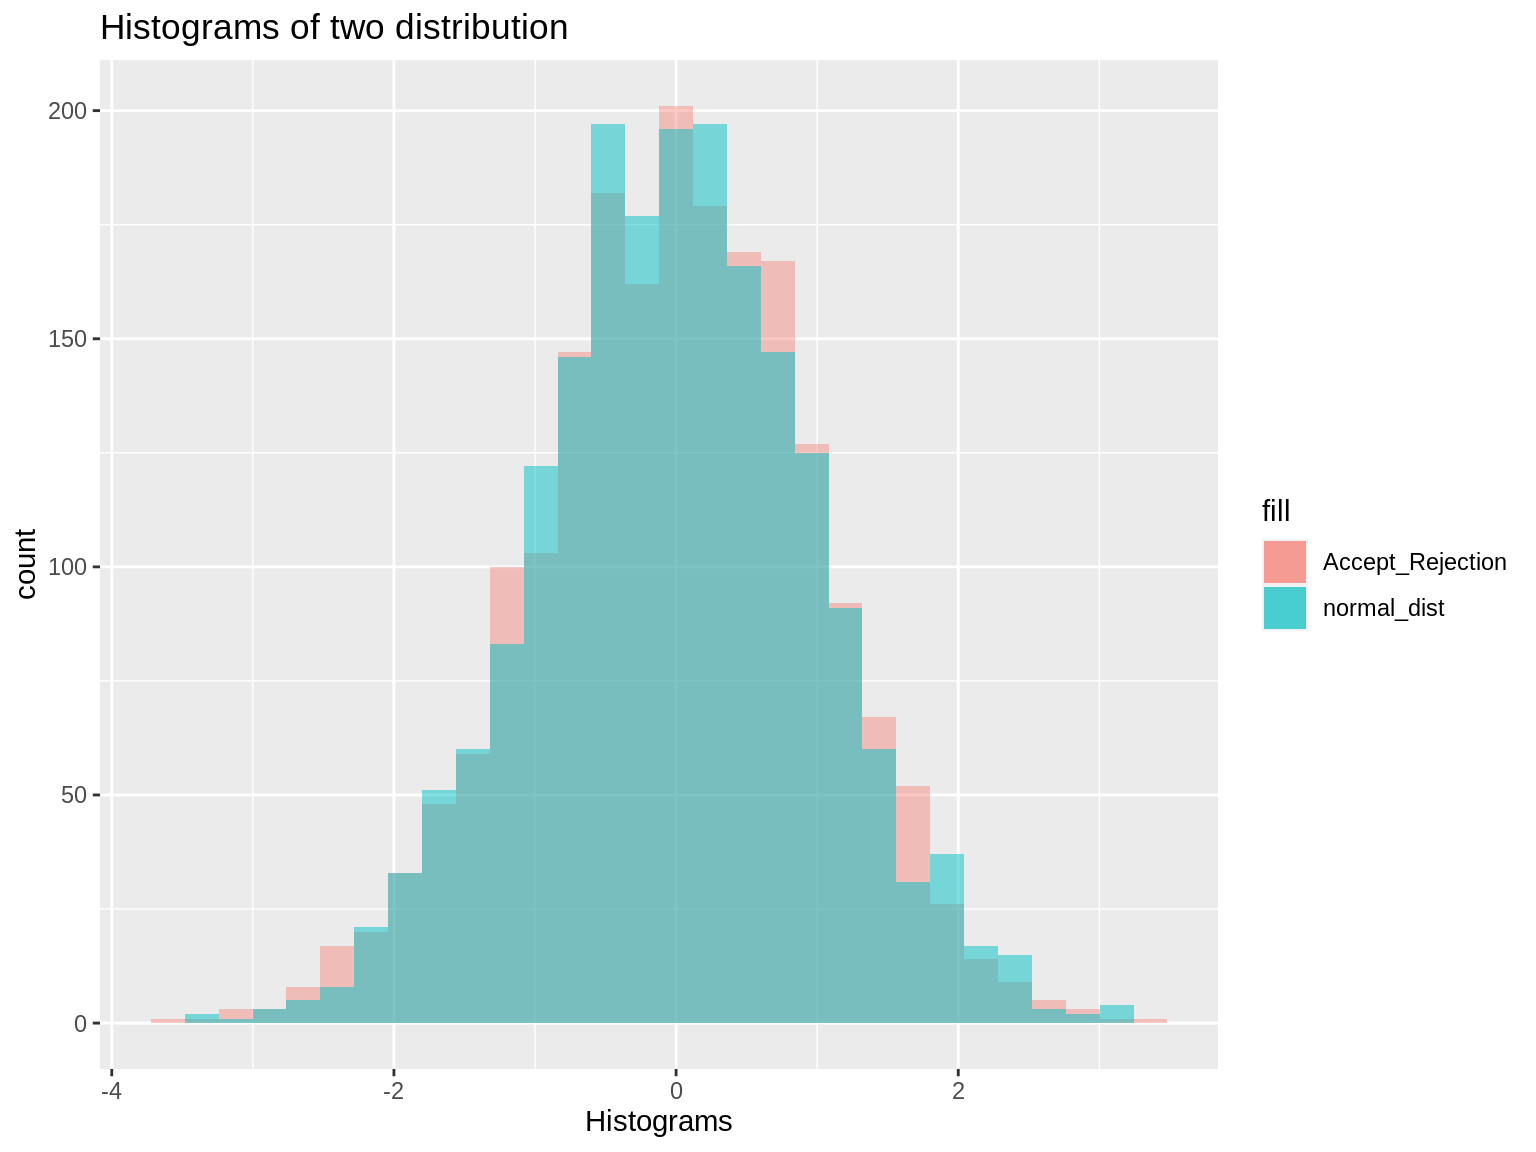 Histograms of two distribution
200
150
100
50
0
count
-4
-2
0
2
Histograms
fill
Accept_Rejection
normal_dist